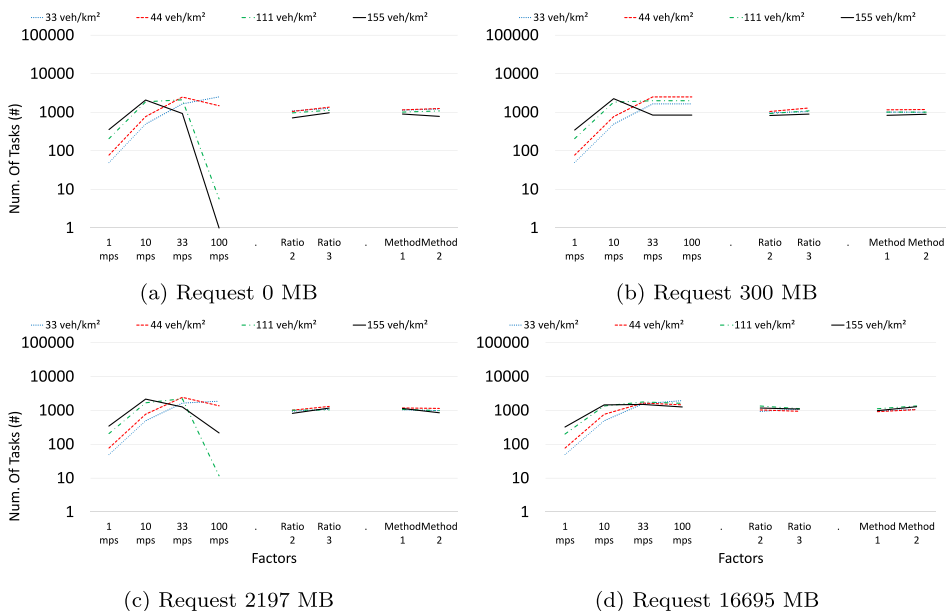 33 veh/km² 44 veh/km² 111 veh/km² 155 veh/km²
100000
10000
1000
100
10
1
Num. Of Tasks (#)
1 mps 10 mps 33 mps 100 mps . Ratio 2 Ratio 3 . Method 1 Method 2
(a) Request 0 MB
33 veh/km² 44 veh/km² 111 veh/km² 155 veh/km²
100000
10000
1000
100
10
1
1 mps 10 mps 33 mps 100 mps . Ratio 2 Ratio 3 . Method 1 Method 2
(b) Request 300 MB
33 veh/km² 44 veh/km² 111 veh/km² 155 veh/km²
100000
10000
1000
100
10
1
Num. Of Tasks (#)
1 mps 10 mps 33 mps 100 mps . Ratio 2 Ratio 3 . Method 1 Method 2
Factors
(c) Request 2197 MB
33 veh/km² 44 veh/km² 111 veh/km² 155 veh/km²
100000
10000
1000
100
10
1
1 mps 10 mps 33 mps 100 mps . Ratio 2 Ratio 3 . Method 1 Method 2
Factors
(d) Request 16695 MB